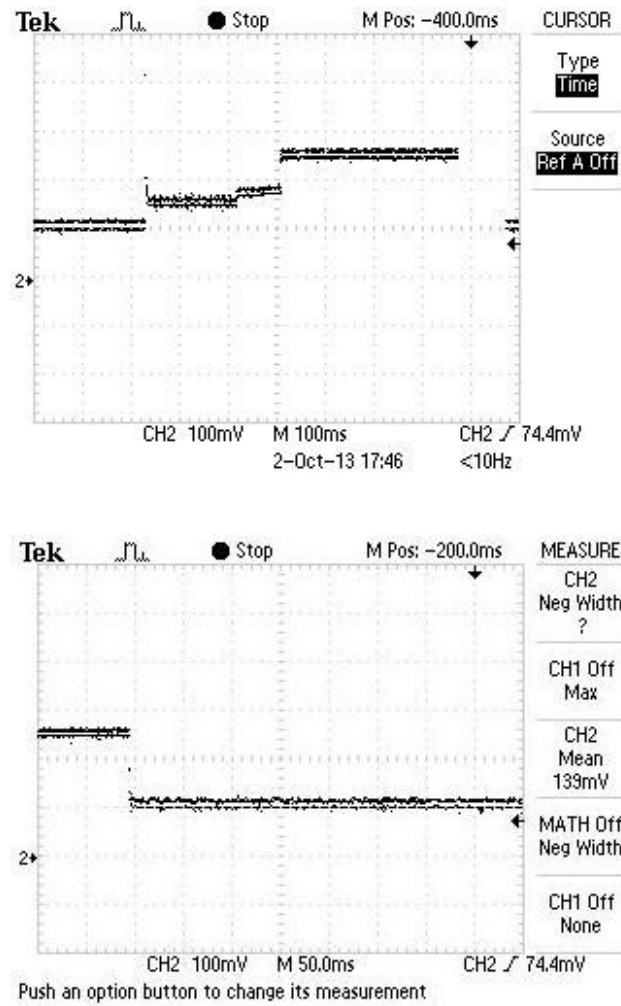 Tek Stop M Pos: -400.0ms CURSOR
Type
Time
Source
Ref A Off
2
CH2 100mV M 100ms CH2 / 74.4mV
2-Oct-13 17:46 <10Hz
Tek Stop M Pos: -200.0ms MEASURE
CH2
Neg Width
?
CH1 Off
Max
CH2
Mean
139mV
MATH Off
Neg Width
2
CH1 Off
None
CH2 100mV M 50.0ms CH2 / 74.4mV
Push an option button to change its measurement